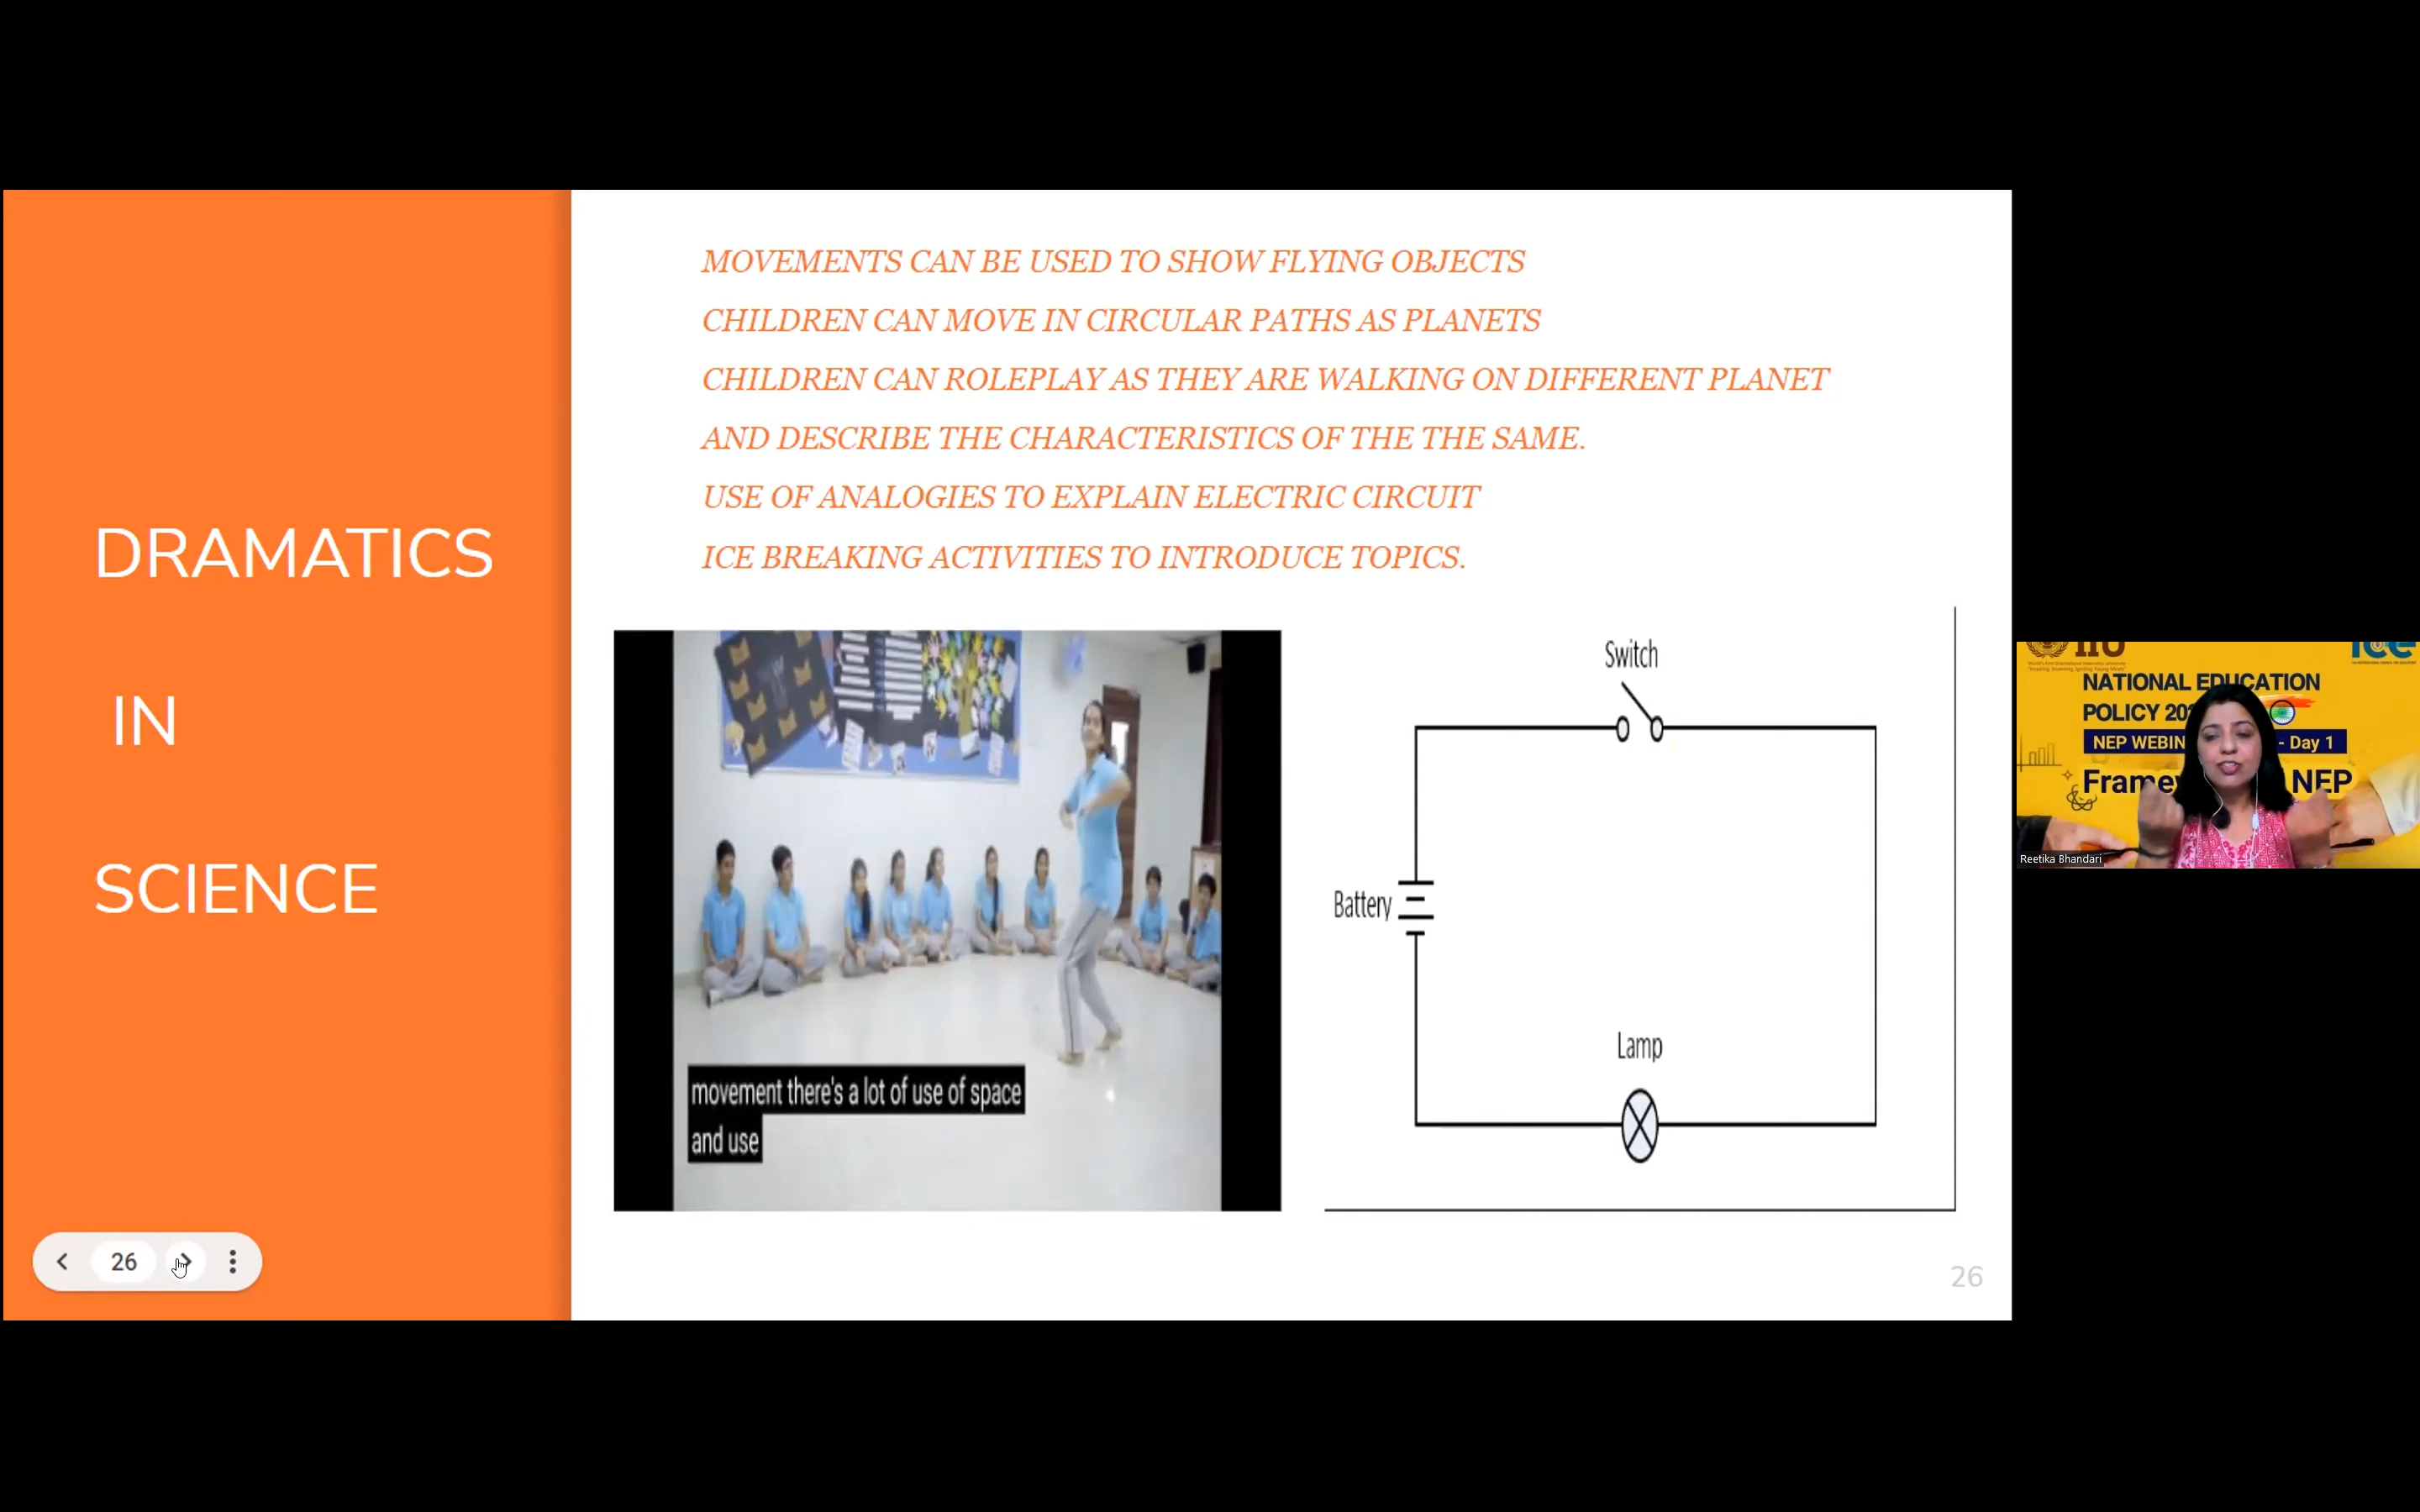 DRAMATICS
IN
SCIENCE
MOVEMENTS CAN BE USED TO SHOW FLYING OBJECTS
CHILDREN CAN MOVE IN CIRCULAR PATHS AS PLANETS
CHILDREN CAN ROLEPLAY AS THEY ARE WALKING ON DIFFERENT PLANET
AND DESCRIBE THE CHARACTERISTICS OF THE THE SAME.
USE OF ANALOGIES TO EXPLAIN ELECTRIC CIRCUIT
ICE BREAKING ACTIVITIES TO INTRODUCE TOPICS.
movement there's a lot of use of space
and use
Switch
Battery
Lamp
26
26
NATIONAL EDUCATION
POLICY
NEP - Day 1
NEP
Reetika Bhandari